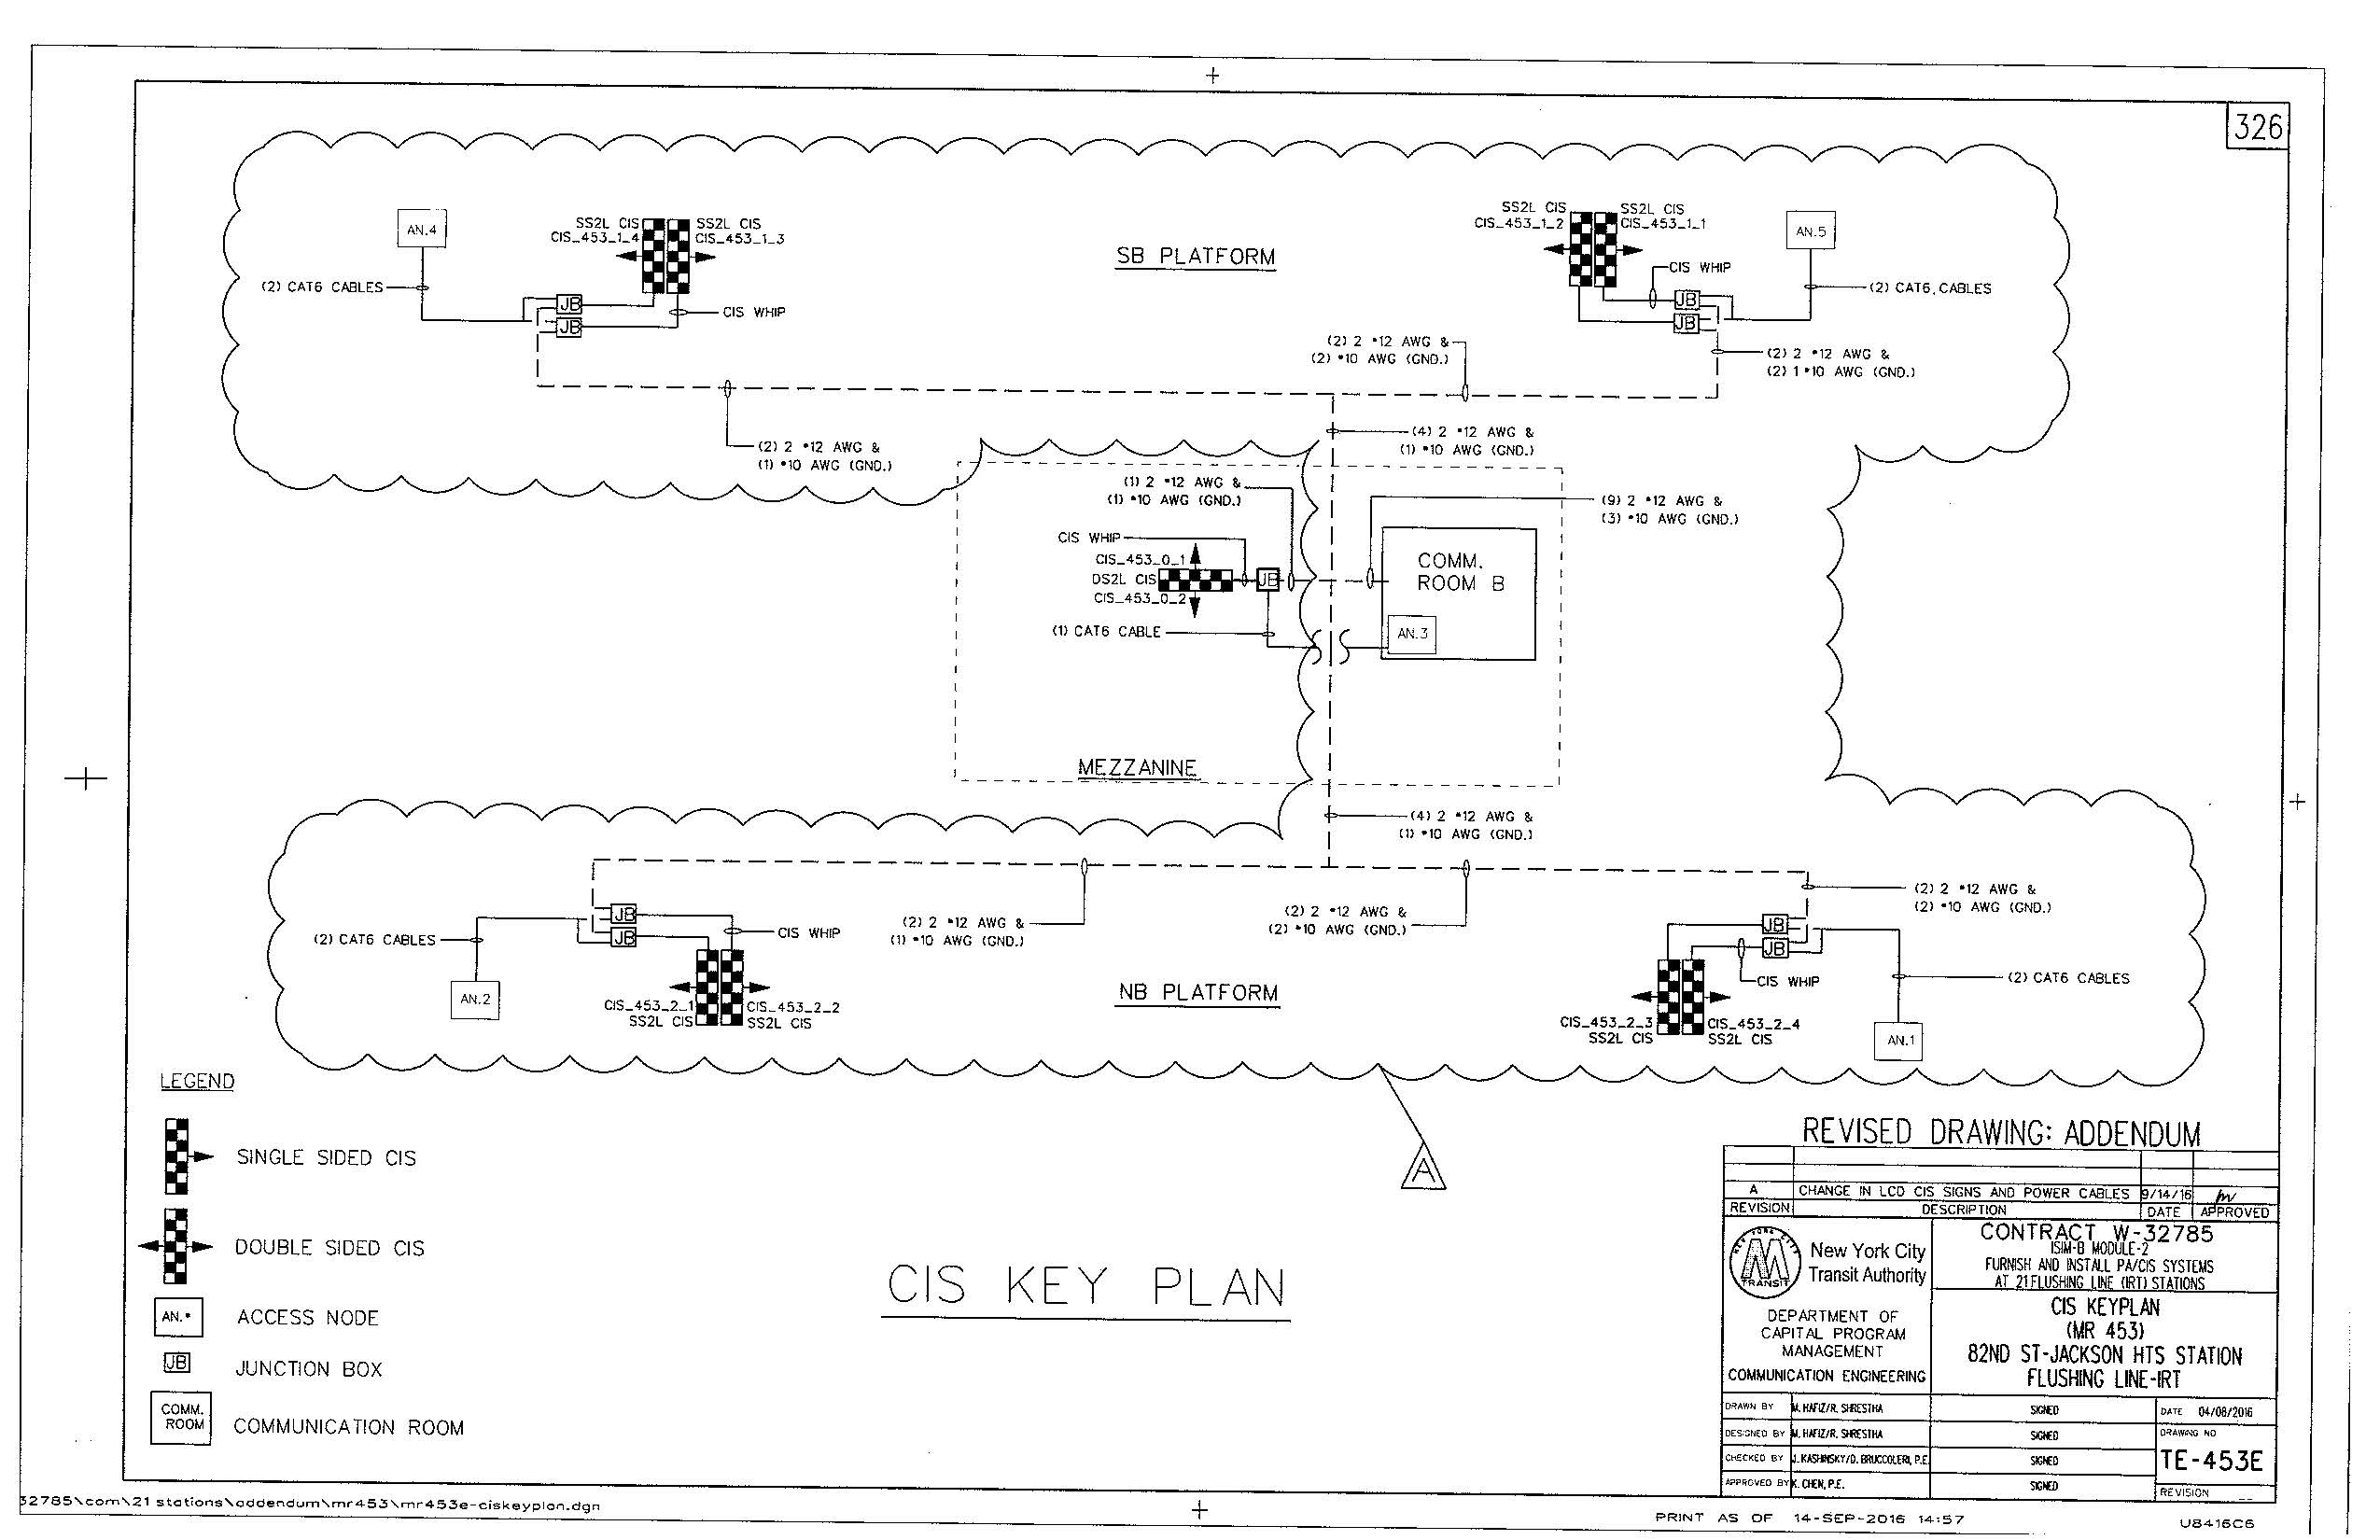 326
AN.4
SS2L CIS
CIS_453_1_4
SS2L CIS
CIS_453_1_3
(2) CAT6 CABLES
JB
JB
CIS WHIP
SB PLATFORM
SS2L CIS
CIS_453_1_2
SS2L CIS
CIS_453_1_1
AN.5
CIS WHIP
JB
JB
(2) CAT6 CABLES
(2) 2 #12 AWG &
(2) #10 AWG (GND.)
(2) 2 #12 AWG &
(2) 1 #10 AWG (GND.)
(2) 2 #12 AWG &
(1) #10 AWG (GND.)
(4) 2 #12 AWG &
(1) #10 AWG (GND.)
(1) 2 #12 AWG &
(1) #10 AWG (GND.)
(9) 2 #12 AWG &
(3) #10 AWG (GND.)
CIS WHIP
CIS_453_0_1
DS2L CIS
CIS_453_0_2
JB
(1) CAT6 CABLE
COMM.
ROOM B
AN.3
MEZZANINE
(4) 2 #12 AWG &
(1) #10 AWG (GND.)
JB
JB
(2) CAT6 CABLES
CIS WHIP
AN.2
CIS_453_2_1
SS2L CIS
CIS_453_2_2
SS2L CIS
(2) 2 #12 AWG &
(1) #10 AWG (GND.)
(2) 2 #12 AWG &
(2) #10 AWG (GND.)
NB PLATFORM
(2) 2 #12 AWG &
(2) #10 AWG (GND.)
JB
JB
CIS WHIP
(2) CAT6 CABLES
CIS_453_2_3
SS2L CIS
CIS_453_2_4
SS2L CIS
AN.1
LEGEND
SINGLE SIDED CIS
DOUBLE SIDED CIS
AN.*
ACCESS NODE
JB
JUNCTION BOX
COMM.
ROOM
COMMUNICATION ROOM
A
CIS KEY PLAN
REVISED DRAWING: ADDENDUM
A CHANGE IN LCD CIS SIGNS AND POWER CABLES 9/14/16
REVISION DESCRIPTION DATE APPROVED
NEW YORK CITY
TRANSIT
New York City
Transit Authority
DEPARTMENT OF
CAPITAL PROGRAM
MANAGEMENT
COMMUNICATION ENGINEERING
CONTRACT W-32785
ISIM-B MODULE-2
FURNISH AND INSTALL PA/CIS SYSTEMS
AT 21 FLUSHING LINE (IRT) STATIONS
CIS KEYPLAN
(MR 453)
82ND ST-JACKSON HTS STATION
FLUSHING LINE-IRT
DRAWN BY M. HAFIZ/R. SHRESTHA SIGNED DATE 04/08/2016
DESIGNED BY M. HAFIZ/R. SHRESTHA SIGNED DRAWING NO
CHECKED BY J. KASHINSKY/D. BRUCCOLERI, P.E. SIGNED TE-453E
APPROVED BY K. CHEN, P.E. SIGNED REVISION --
32785\com\21 stations\addendum\mr453\mr453e-ciskeyplan.dgn
PRINT AS OF 14-SEP-2016 14:57
U8416C6